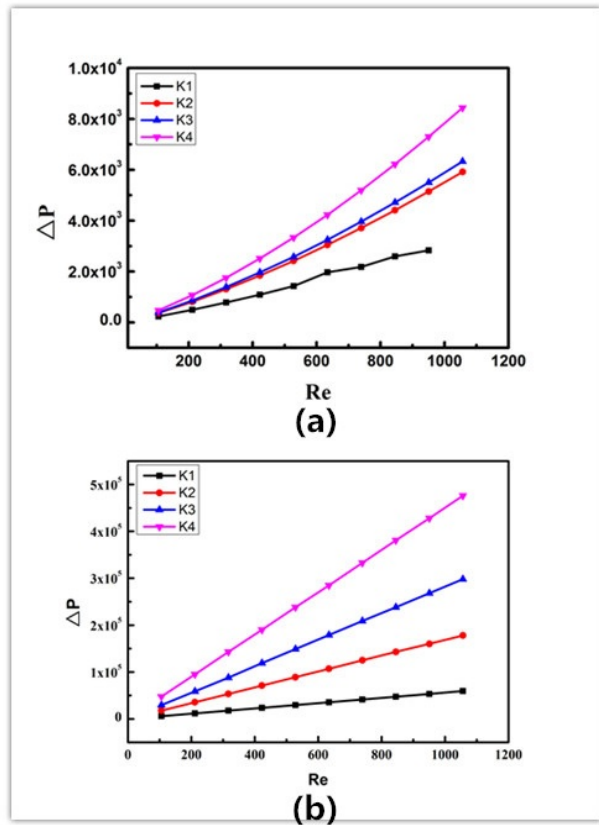 1.0x10⁴
8.0x10³
6.0x10³
4.0x10³
2.0x10³
0.0
△P
K1
K2
K3
K4
200 400 600 800 1000 1200
Re
(a)
5x10⁵
4x10⁵
3x10⁵
2x10⁵
1x10⁵
0
△P
K1
K2
K3
K4
0 200 400 600 800 1000 1200
Re
(b)